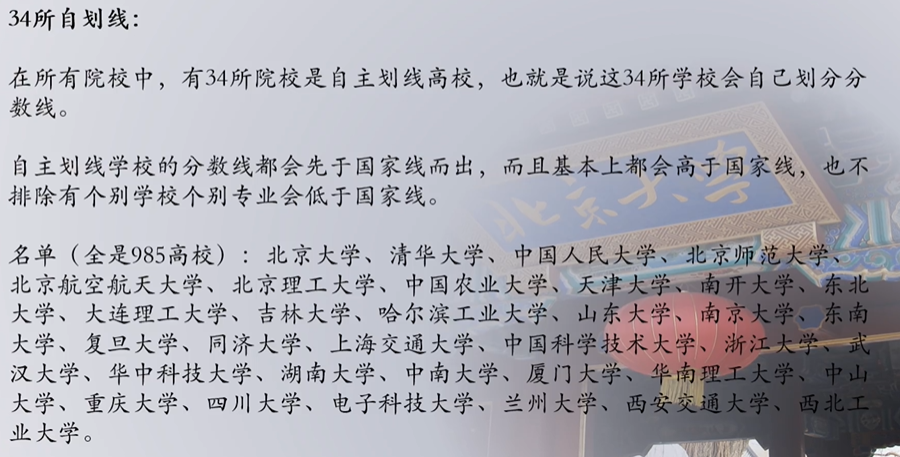 34所自划线：
在所有院校中，有34所院校是自主划线高校，也就是说这34所学校会自己划分分
数线。
自主划线学校的分数线都会先于国家线而出，而且基本上都会高于国家线，也不
排除有个别学校个别专业会低于国家线。
名单（全是985高校）：北京大学、清华大学、中国人民大学、北京师范大学、
北京航空航天大学、北京理工大学、中国农业大学、天津大学、南开大学、东北
大学、大连理工大学、吉林大学、哈尔滨工业大学、山东大学、南京大学、东南
大学、复旦大学、同济大学、上海交通大学、中国科学技术大学、浙江大学、武
汉大学、华中科技大学、湖南大学、中南大学、厦门大学、华南理工大学、中山
大学、重庆大学、四川大学、电子科技大学、兰州大学、西安交通大学、西北工
业大学。
北京大学